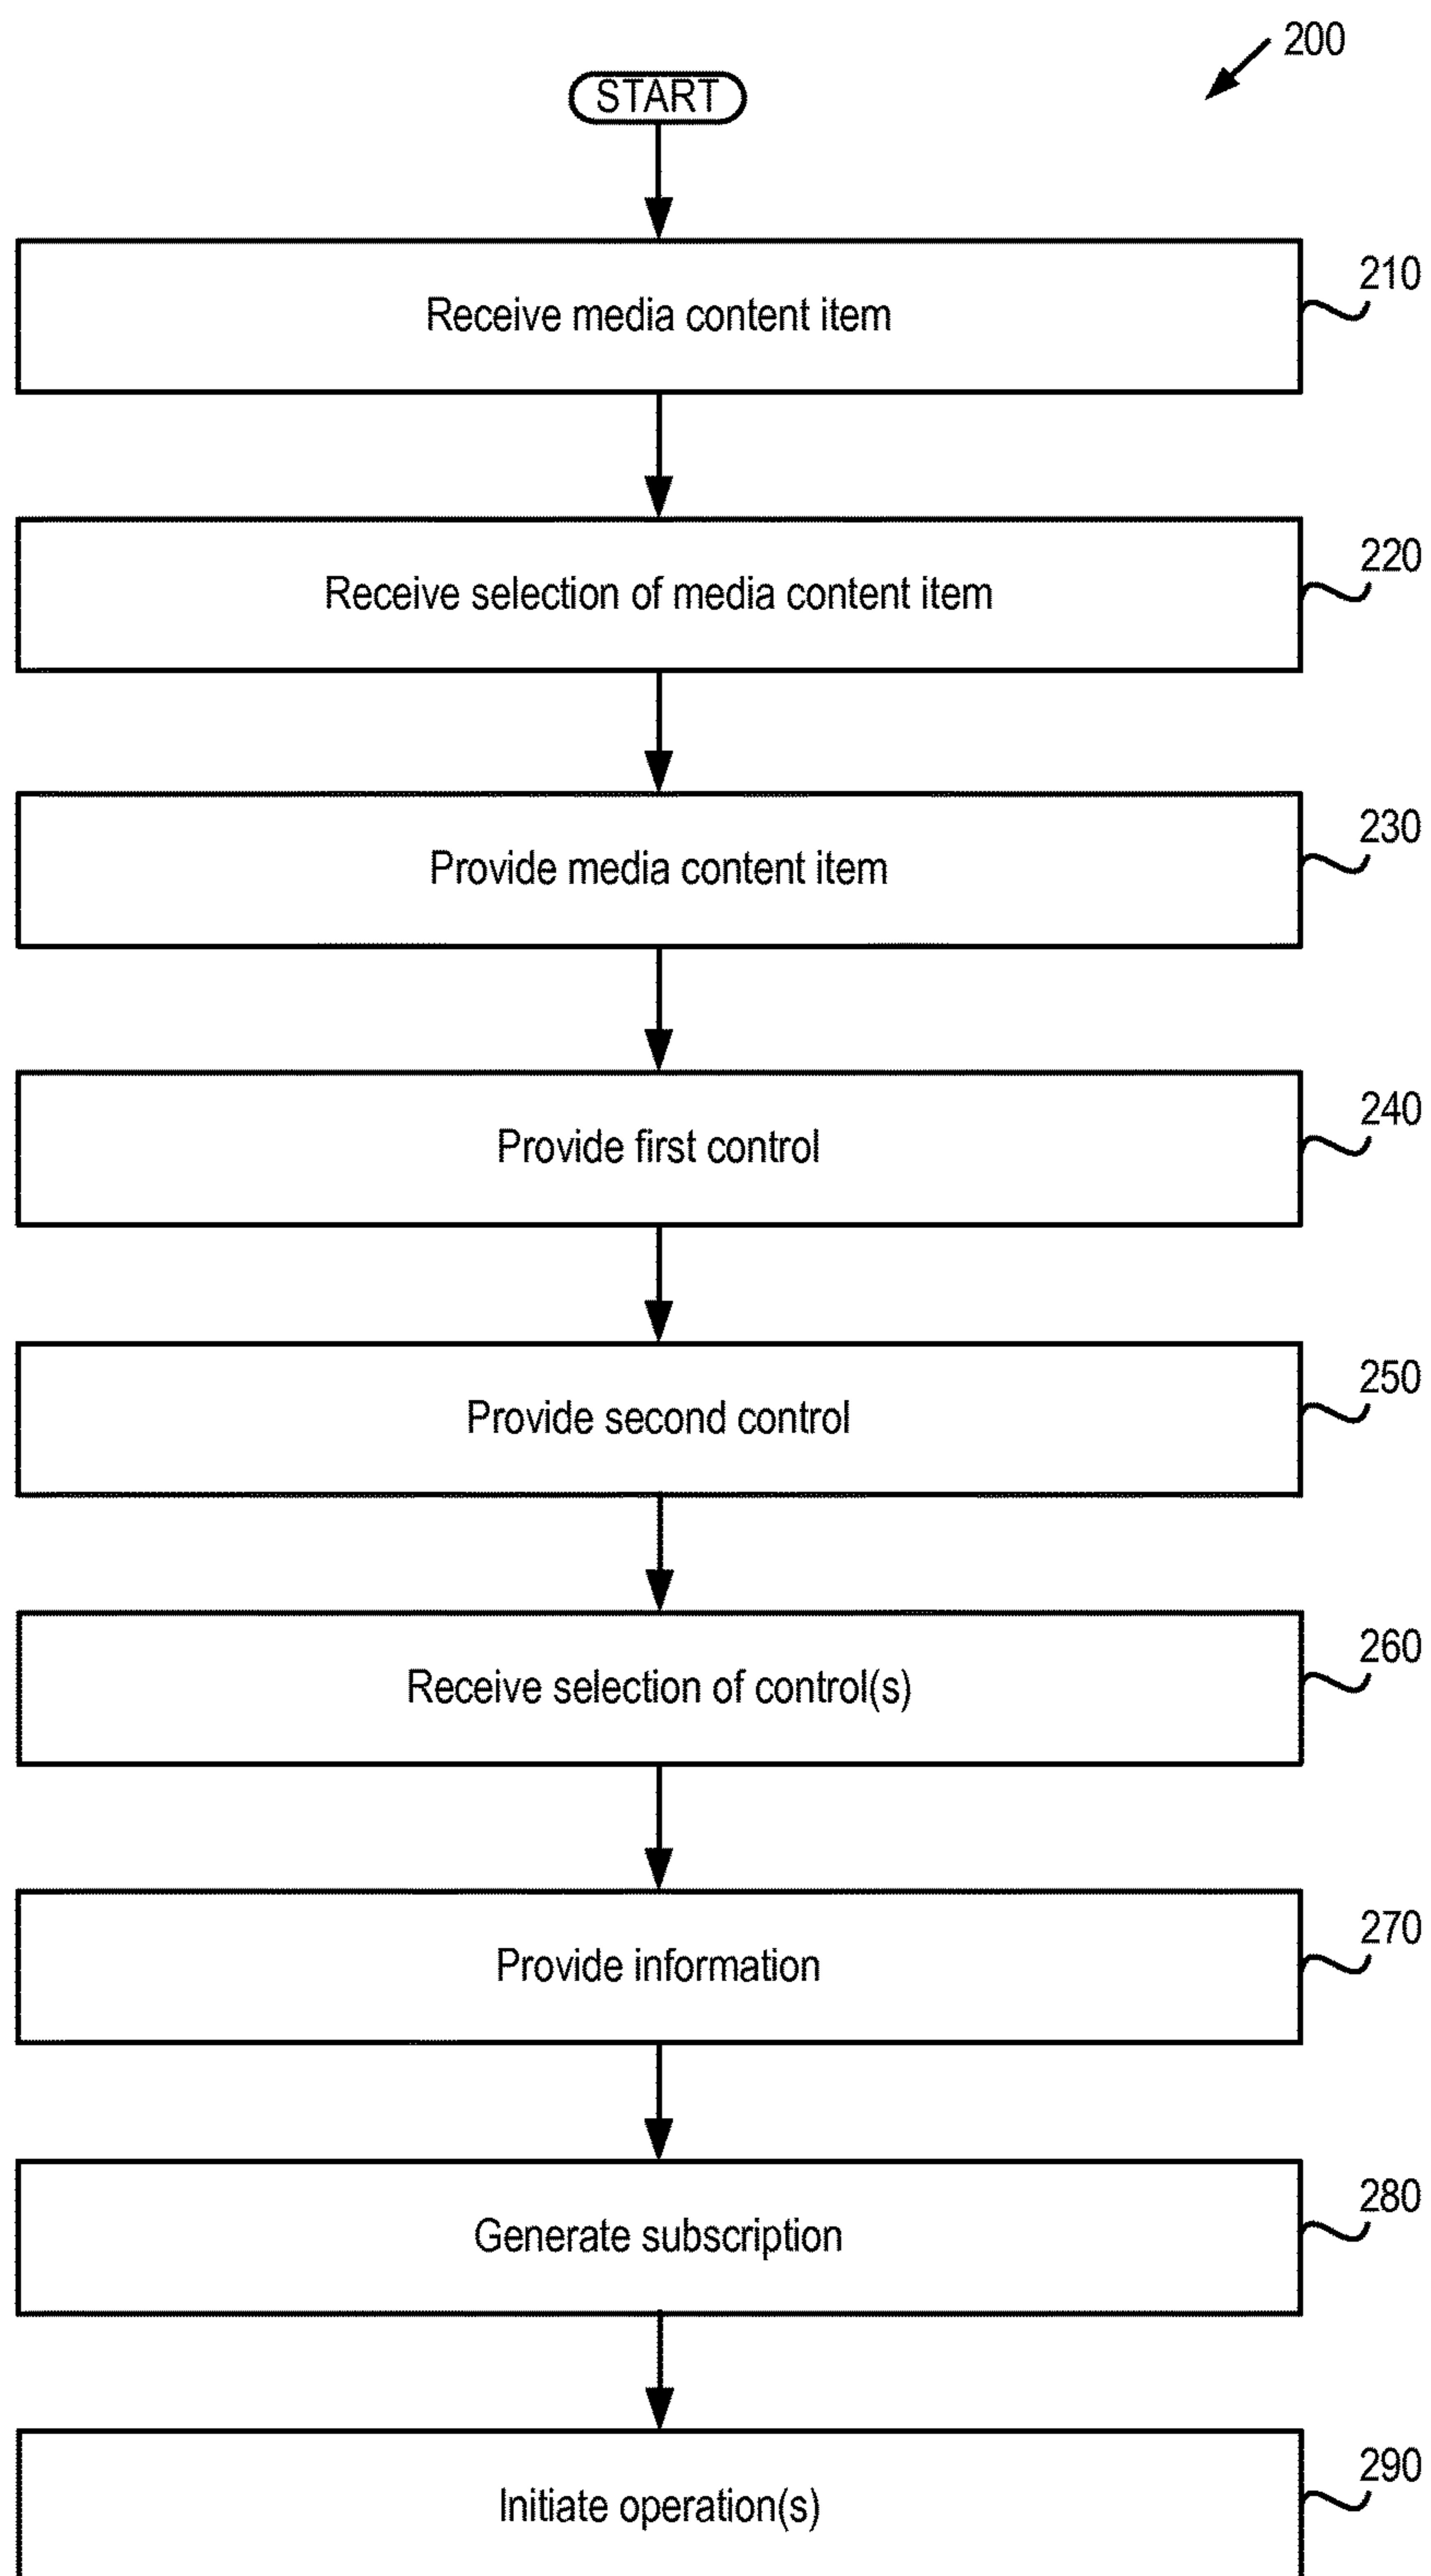 200
START
210
Receive media content item
220
Receive selection of media content item
230
Provide media content item
240
Provide first control
250
Provide second control
260
Receive selection of control(s)
270
Provide information
280
Generate subscription
290
Initiate operation(s)